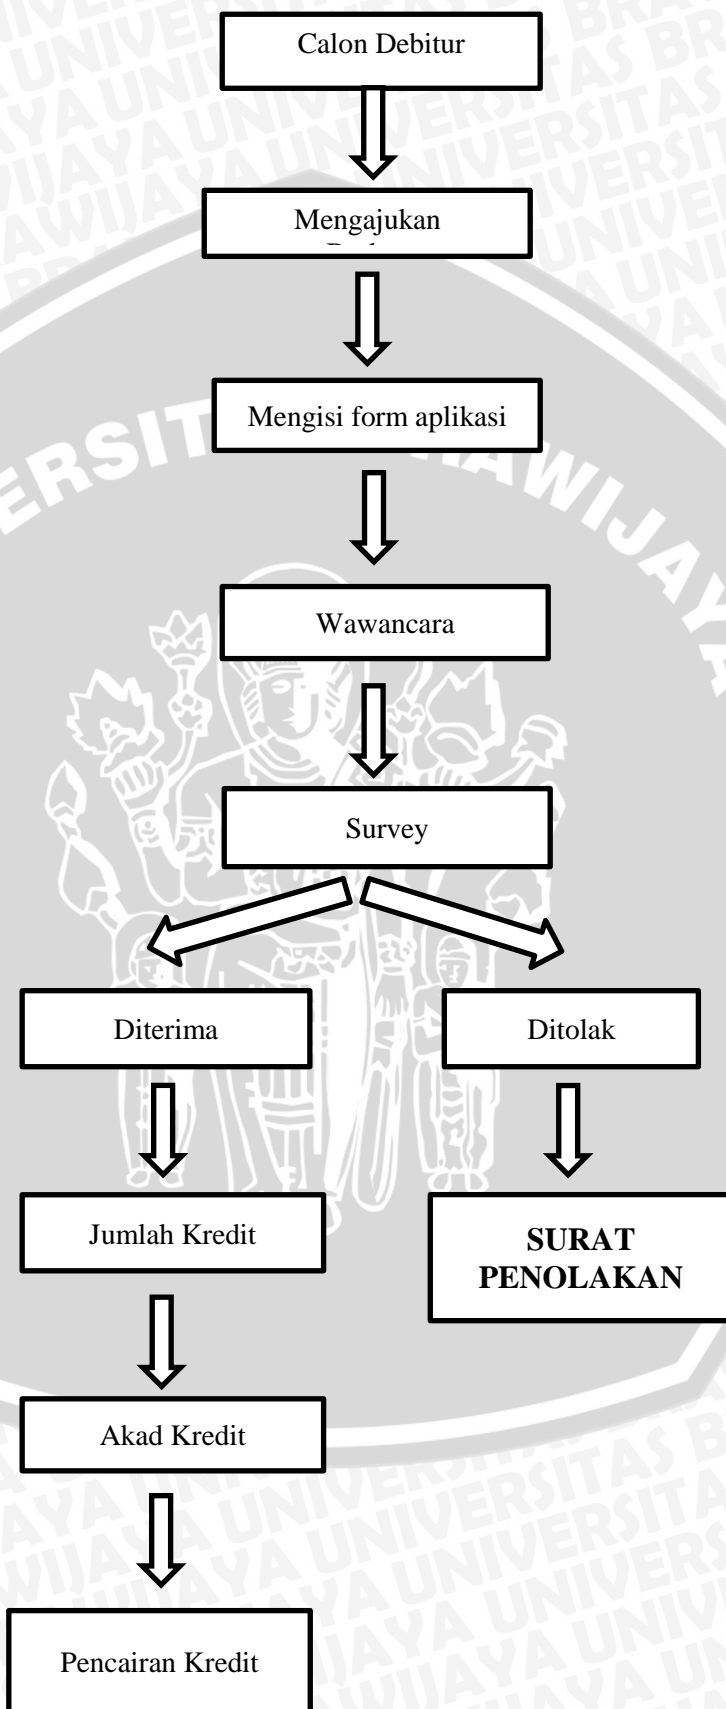 Calon Debitur
Mengajukan
Mengisi form aplikasi
Wawancara
Survey
Diterima
Ditolak
Jumlah Kredit
SURAT
PENOLAKAN
Akad Kredit
Pencairan Kredit